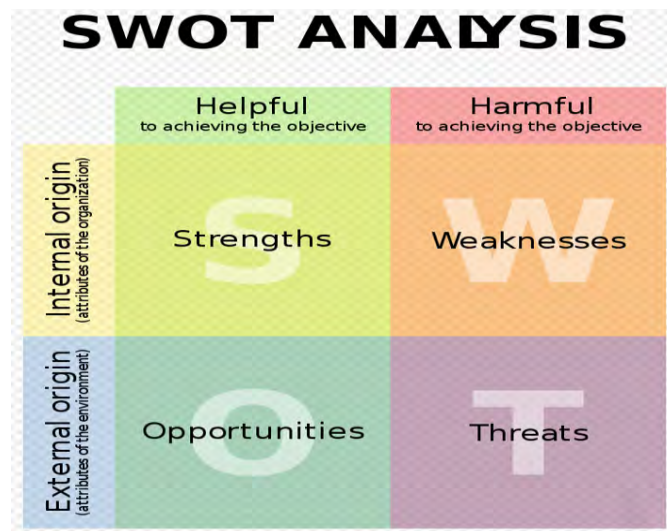 SWOT ANALYSIS
Helpful
to achieving the objective
Harmful
to achieving the objective
Internal origin
(attributes of the organization)
S
Strengths
W
Weaknesses
External origin
(attributes of the environment)
O
Opportunities
T
Threats